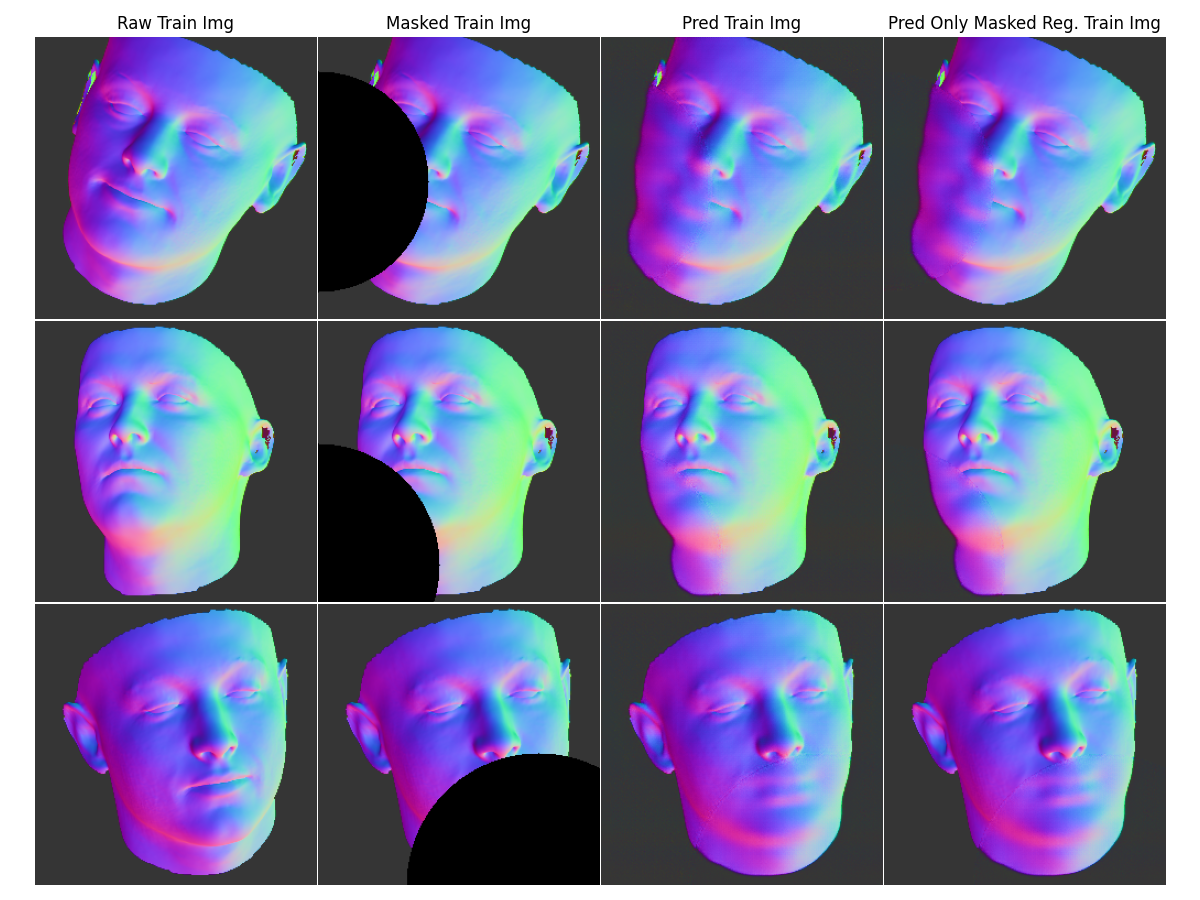 Raw Train Img
Masked Train Img
Pred Train Img
Pred Only Masked Reg. Train Img